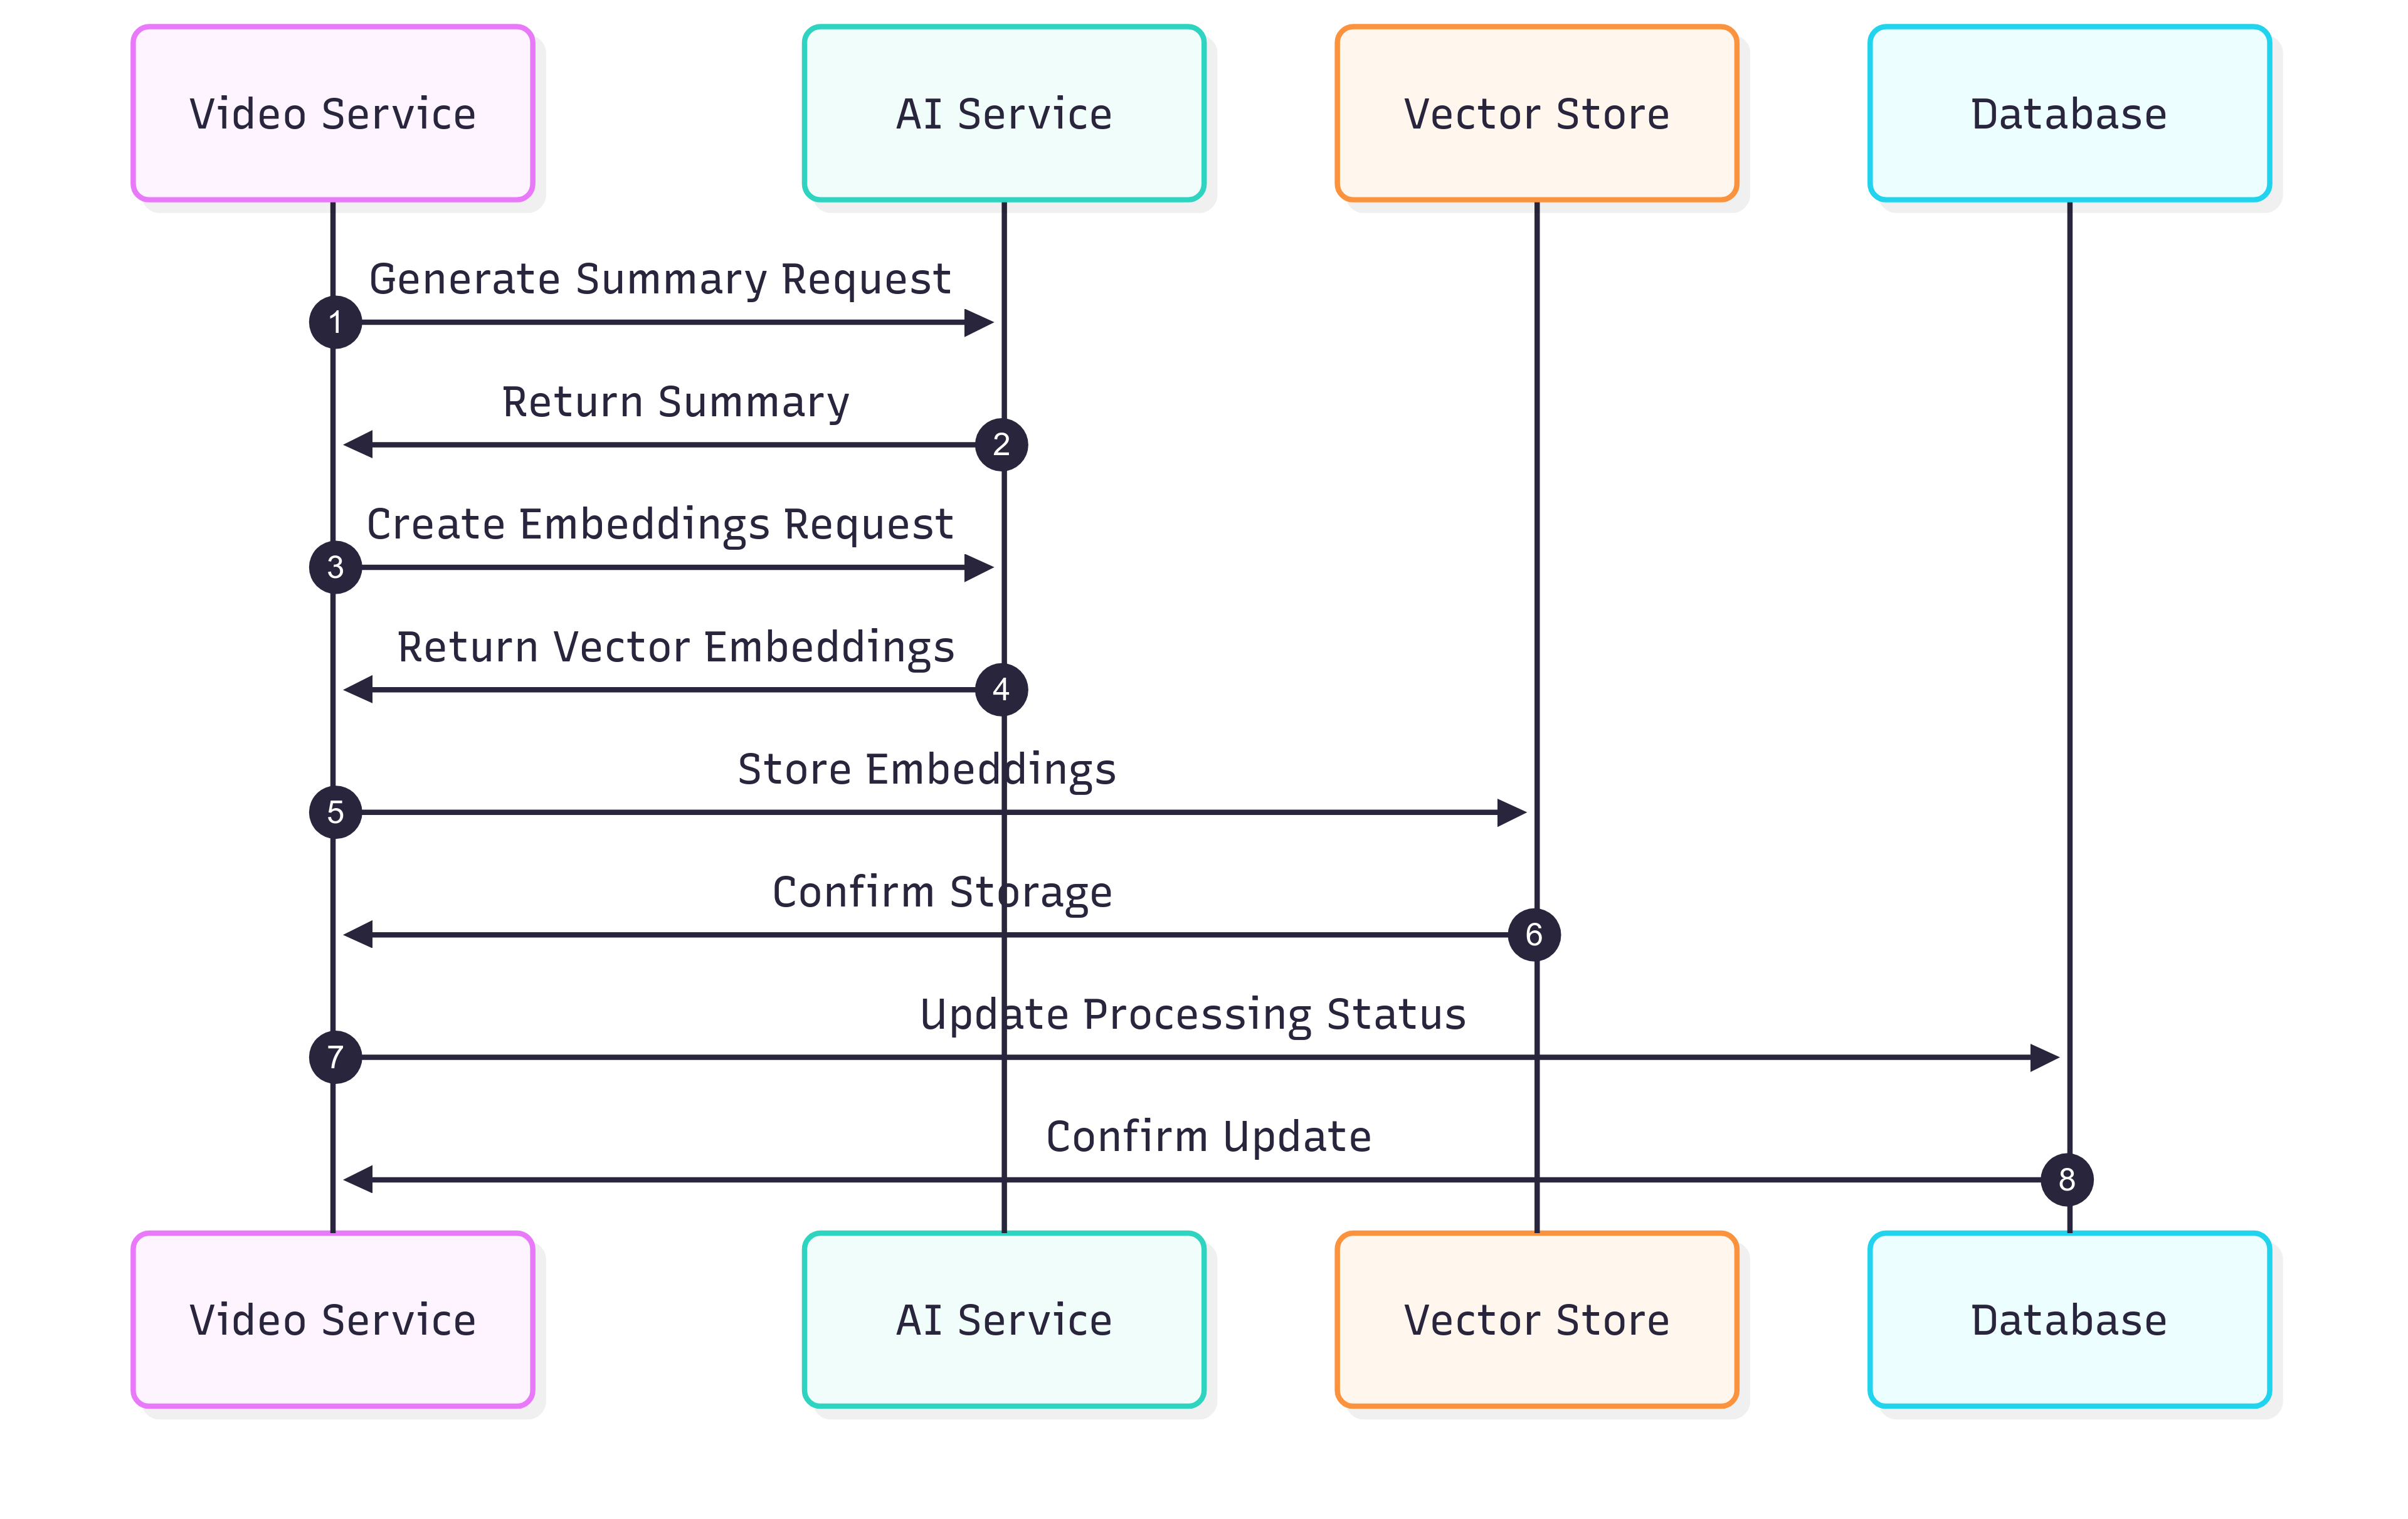 Video Service
AI Service
Vector Store
Database
Generate Summary Request
1
Return Summary
2
Create Embeddings Request
3
Return Vector Embeddings
4
Store Embeddings
5
Confirm Storage
6
Update Processing Status
7
Confirm Update
8
Video Service
AI Service
Vector Store
Database